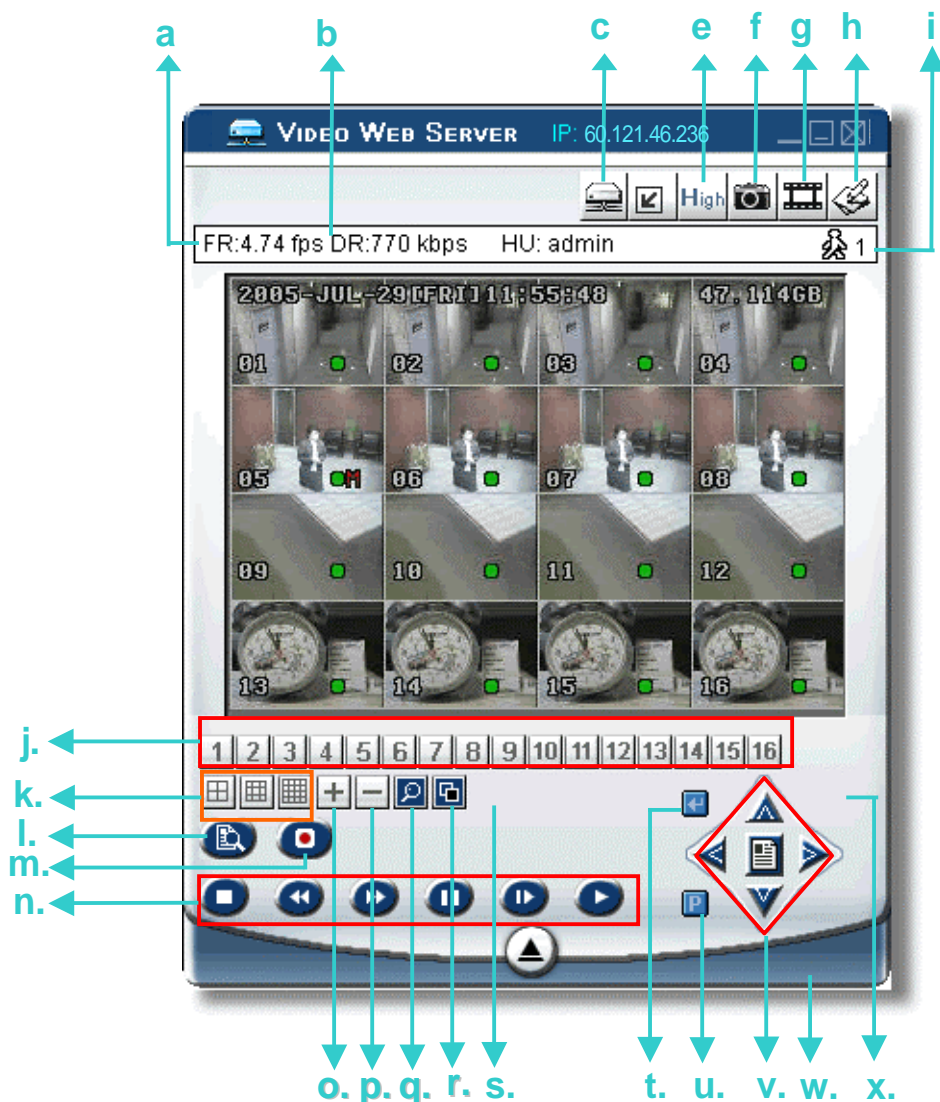 a b c e f g h i
VIDEO WEB SERVER IP: 60.121.46.236
High
FR:4.74 fps DR:770 kbps HU: admin 1
2005-JUL-29[FRI]11:55:48 47.114GB
01 02 03 04
05 M 06 07 08
09 10 11 12
13 14 15 16
j. 1 2 3 4 5 6 7 8 9 10 11 12 13 14 15 16
k.
l.
m.
n. P
o. p. q. r. s. t. u. v. w. x.